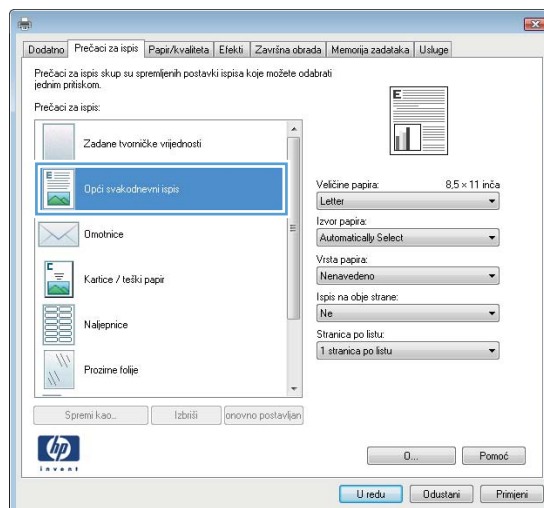 Dodatno Prečaci za ispis Papir/kvaliteta Efekti Završna obrada Memorija zadataka Usluge
Prečaci za ispis skup su spremljenih postavki ispisa koje možete odabrati
jednim pritiskom.
Prečaci za ispis:
Zadane tvorničke vrijednosti
Opći svakodnevni ispis
Omotnice
Kartice / teški papir
Naljepnice
Prozirne folije
Spremi kao... Izbriši onovno postavljan
E
Veličine papira: 8,5 × 11 inča
Letter
Izvor papira:
Automatically Select
Vrsta papira:
Nenavedeno
Ispis na obje strane:
Ne
Stranica po listu:
1 stranica po listu
hp
invent
O... Pomoć
U redu Odustani Primijeni